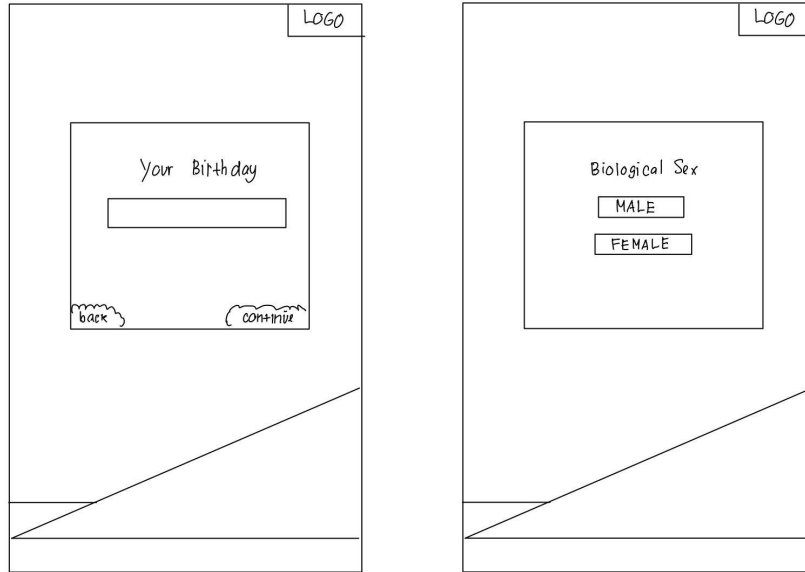 LOGO
Your Birthday
back
continue
LOGO
Biological Sex
MALE
FEMALE